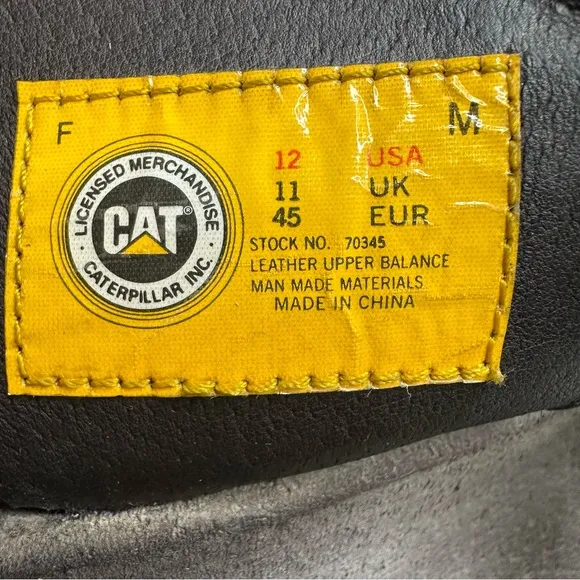 F
M
· LICENSED MERCHANDISE ·
CAT®
CATERPILLAR INC.
12 USA
11 UK
45 EUR
STOCK NO. 70345
LEATHER UPPER BALANCE
MAN MADE MATERIALS
MADE IN CHINA